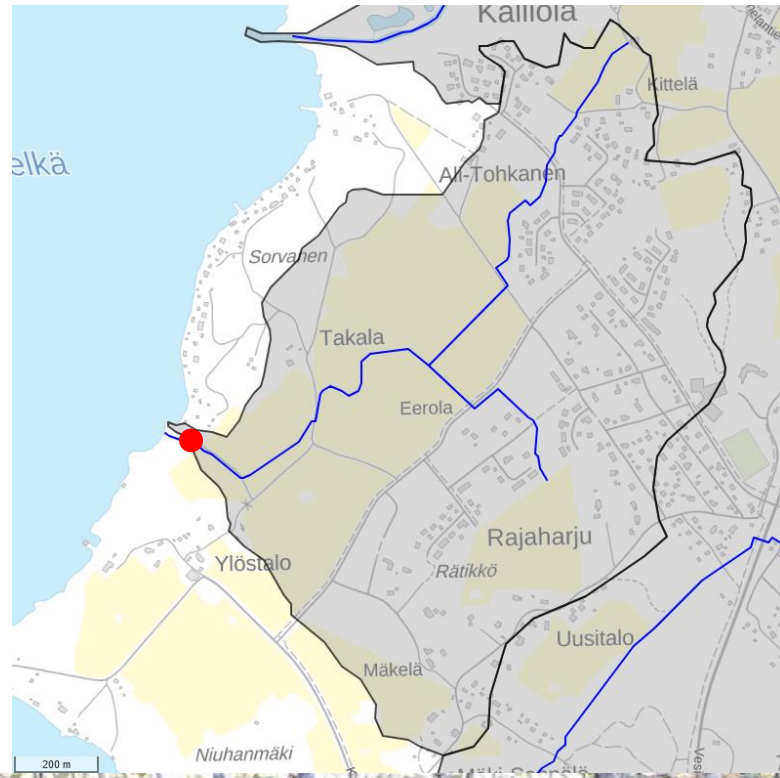 Kalliola
Kittelä
elkä
Ali-Tohkanen
Sorvanen
Takala
Eerola
Rajaharju
Ylöstalo
Rätikkö
Uusitalo
Mäkelä
Niuhanmäki
200 m